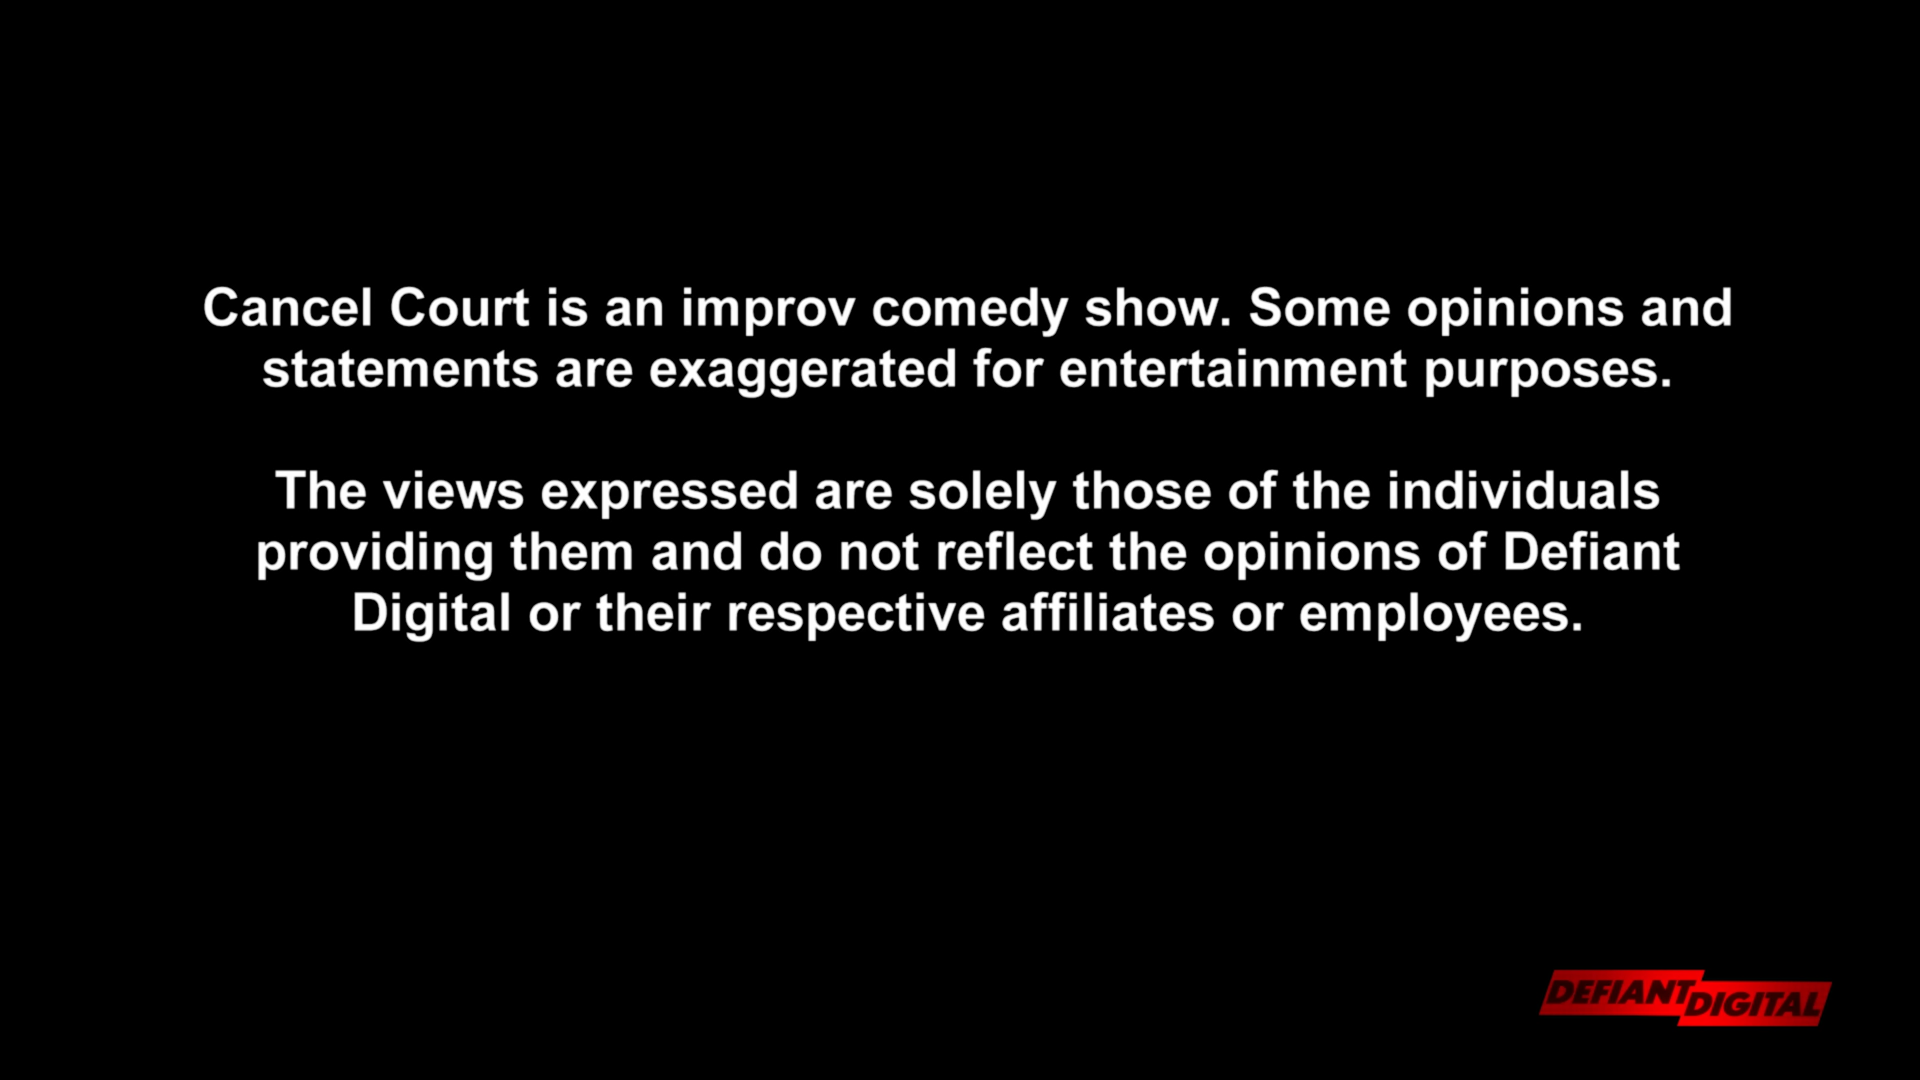 Cancel Court is an improv comedy show. Some opinions and
statements are exaggerated for entertainment purposes.
The views expressed are solely those of the individuals
providing them and do not reflect the opinions of Defiant
Digital or their respective affiliates or employees.
DEFIANT
DIGITAL